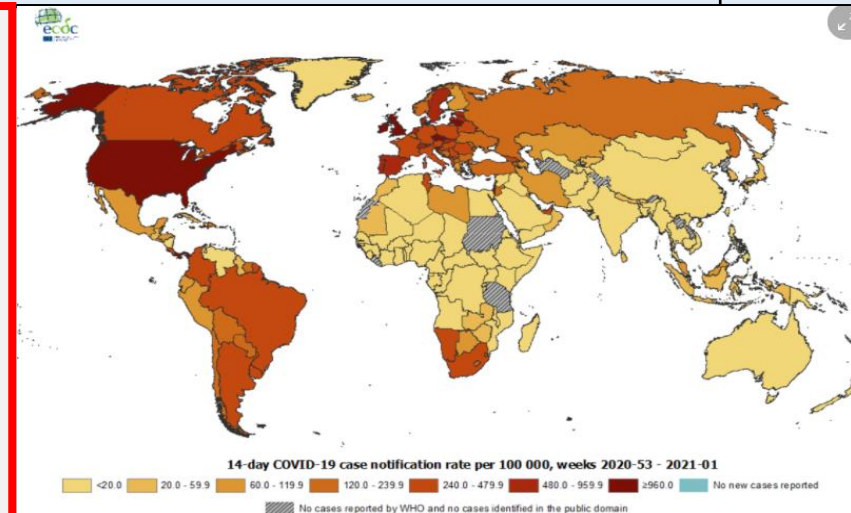 ecdc
14-day COVID-19 case notification rate per 100 000, weeks 2020-53 - 2021-01
<20.0 20.0 - 59.9 60.0 - 119.9 120.0 - 239.9 240.0 - 479.9 480.0 - 959.9 ≥960.0 No new cases reported
No cases reported by WHO and no cases identified in the public domain